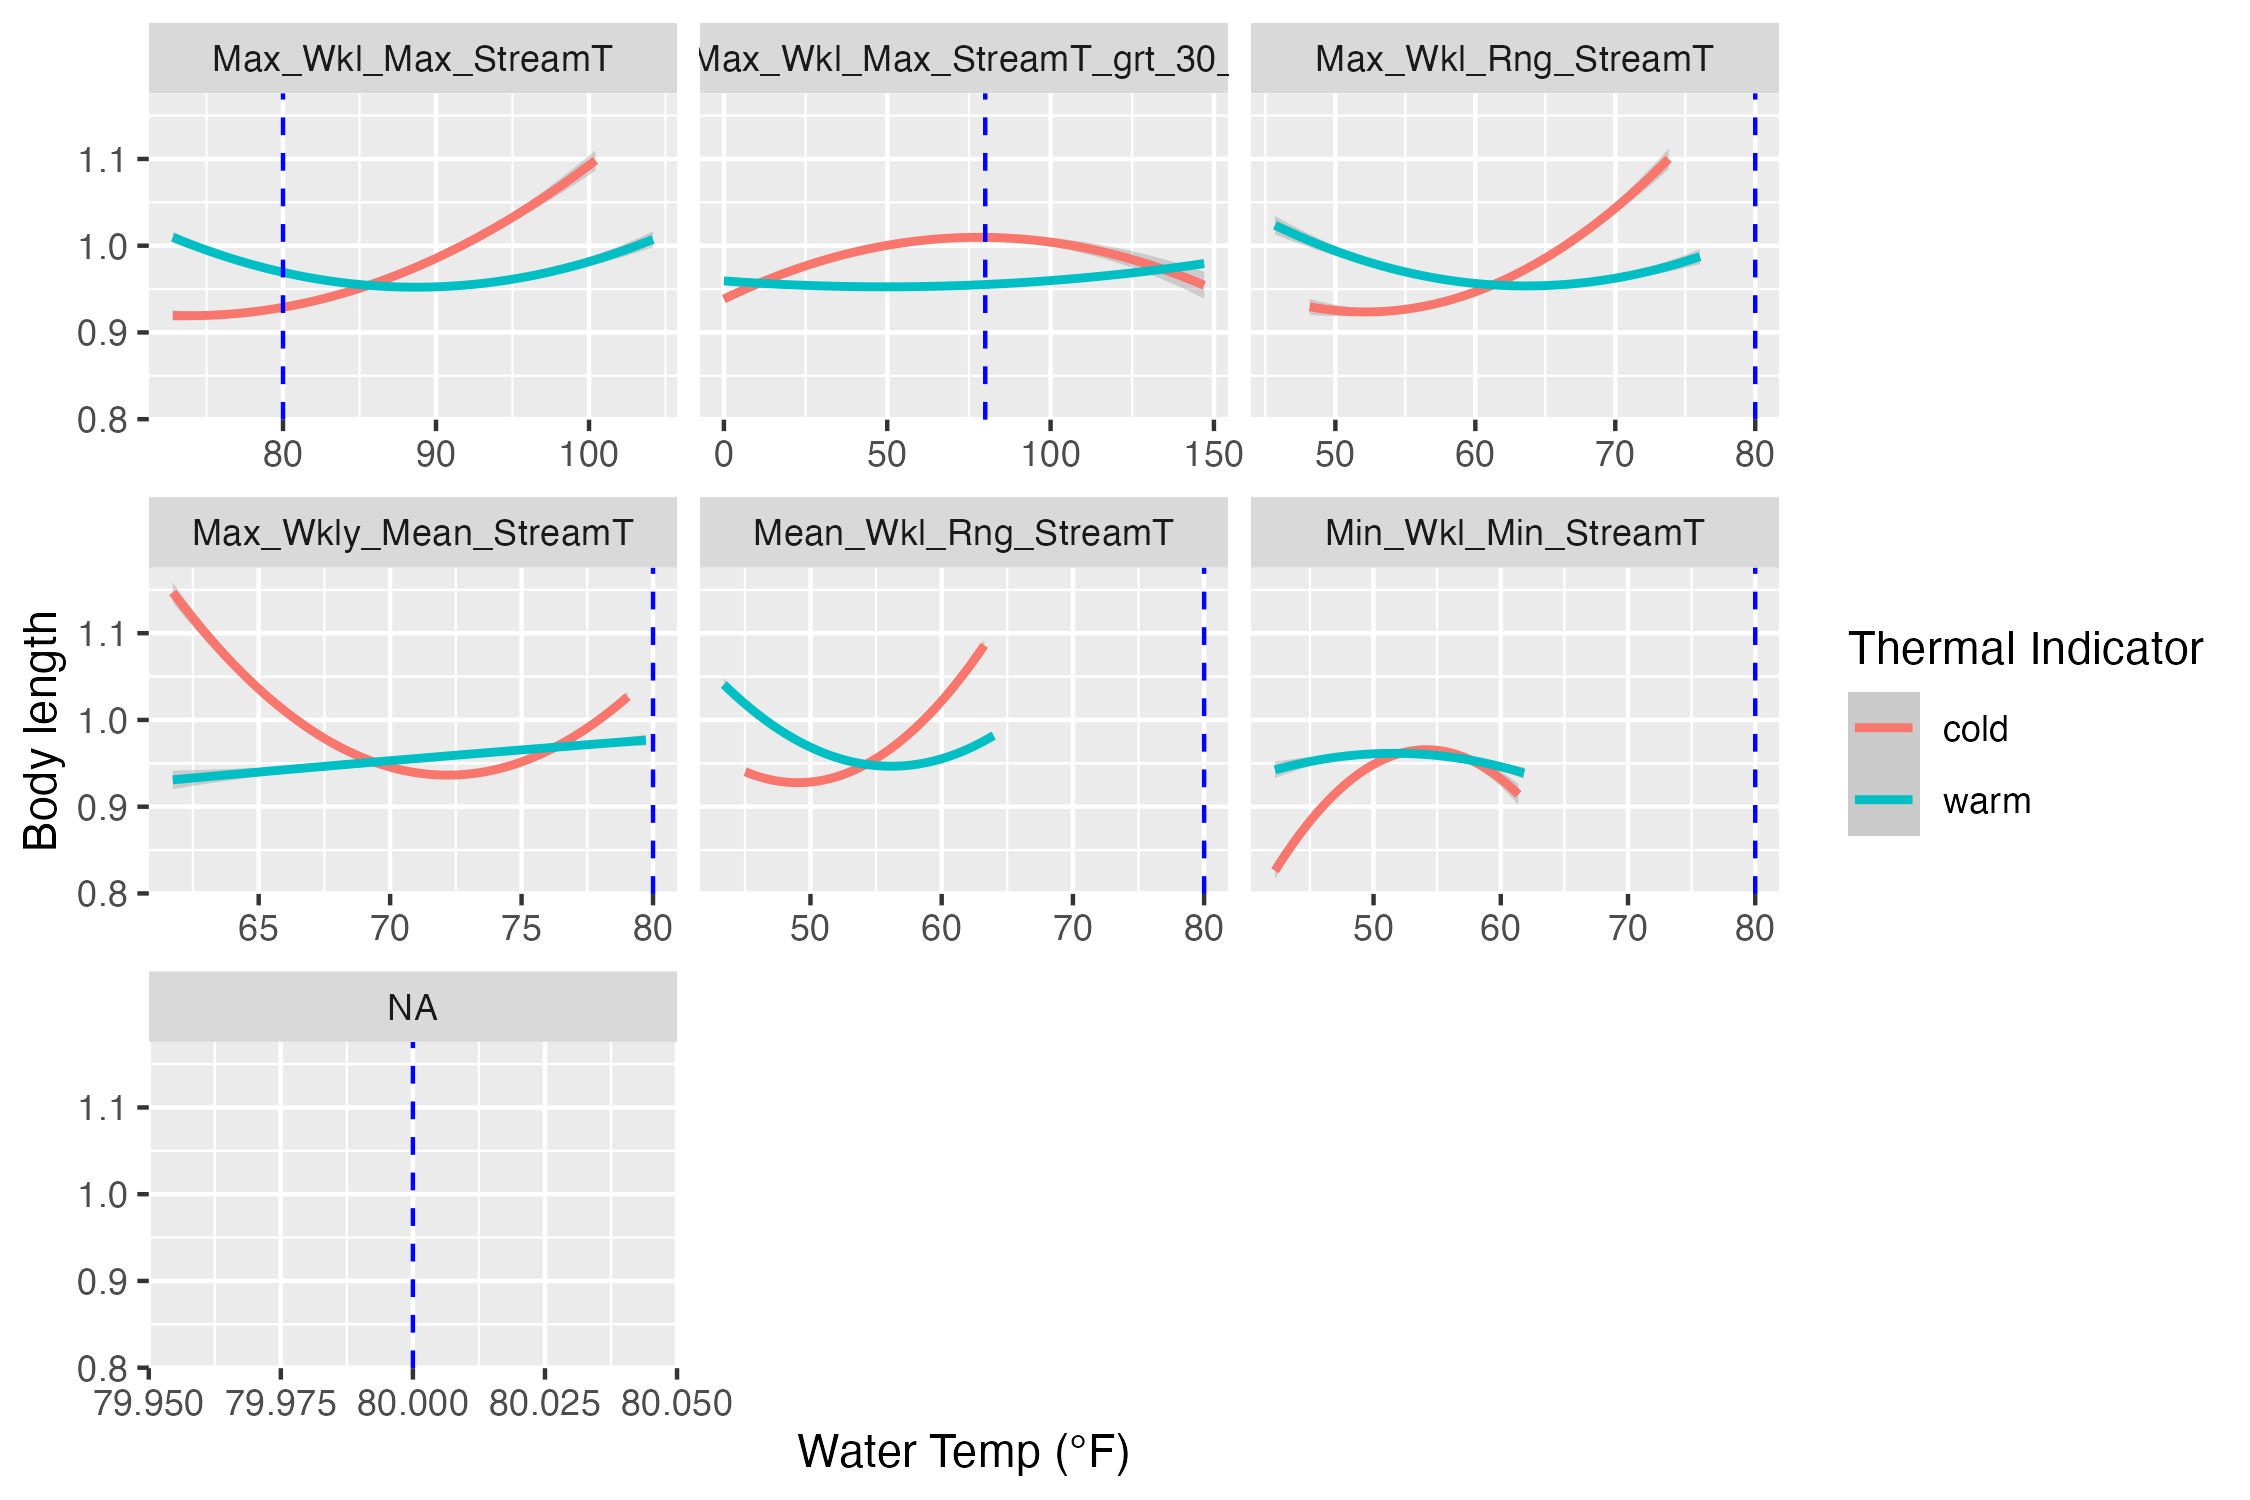 Max_Wkl_Max_StreamT
Max_Wkl_Max_StreamT_grt_30_
Max_Wkl_Rng_StreamT
1.1
1.0
0.9
0.8
80 90 100
0 50 100 150
50 60 70 80
Max_Wkly_Mean_StreamT
Mean_Wkl_Rng_StreamT
Min_Wkl_Min_StreamT
1.1
1.0
0.9
0.8
65 70 75 80
50 60 70 80
50 60 70 80
NA
1.1
1.0
0.9
0.8
79.950 79.975 80.000 80.025 80.050
Body length
Water Temp (°F)
Thermal Indicator
cold
warm